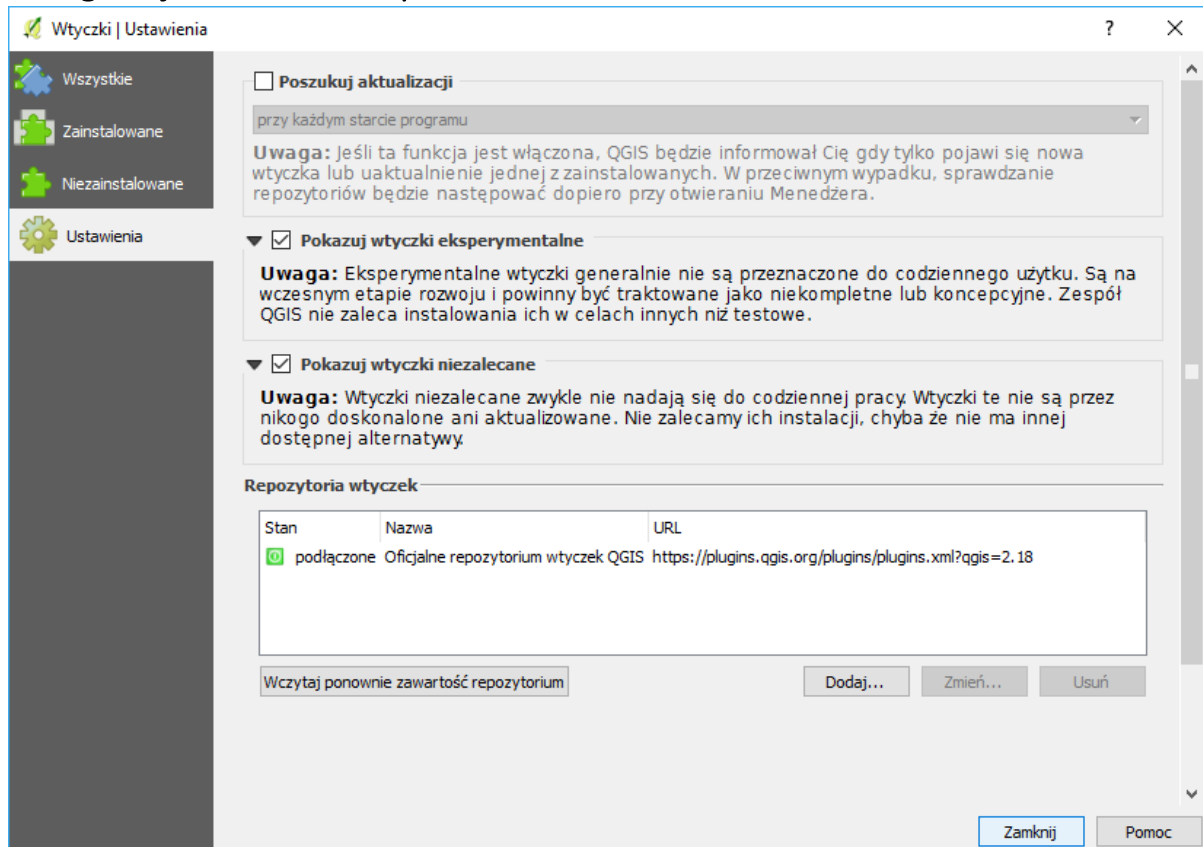 Wtyczki | Ustawienia
?
Wszystkie
Zainstalowane
Niezainstalowane
Ustawienia
Poszukuj aktualizacji
przy każdym starcie programu
Uwaga: Jeśli ta funkcja jest włączona, QGIS będzie informował Cię gdy tylko pojawi się nowa
wtyczka lub uaktualnienie jednej z zainstalowanych. W przeciwnym wypadku, sprawdzanie
repozytoriów będzie następować dopiero przy otwieraniu Menedżera.
Pokazuj wtyczki eksperymentalne
Uwaga: Eksperymentalne wtyczki generalnie nie są przeznaczone do codziennego użytku. Są na
wczesnym etapie rozwoju i powinny być traktowane jako niekompletne lub koncepcyjne. Zespół
QGIS nie zaleca instalowania ich w celach innych niż testowe.
Pokazuj wtyczki niezalecane
Uwaga: Wtyczki niezalecane zwykle nie nadają się do codziennej pracy. Wtyczki te nie są przez
nikogo doskonalone ani aktualizowane. Nie zalecamy ich instalacji, chyba że nie ma innej
dostępnej alternatywy.
Repozytoria wtyczek
Stan Nazwa URL
podłączone Oficjalne repozytorium wtyczek QGIS https://plugins.qgis.org/plugins/plugins.xml?qgis=2.18
Wczytaj ponownie zawartość repozytorium Dodaj... Zmień... Usuń
Zamknij Pomoc